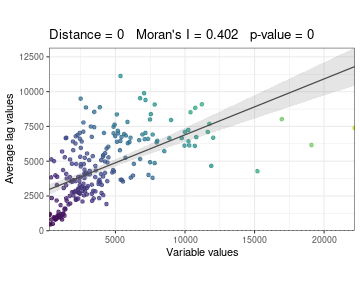 Distance = 0 Moran's I = 0.402 p-value = 0
12500
10000
7500
5000
2500
0
Average lag values
5000 10000 15000 20000
Variable values